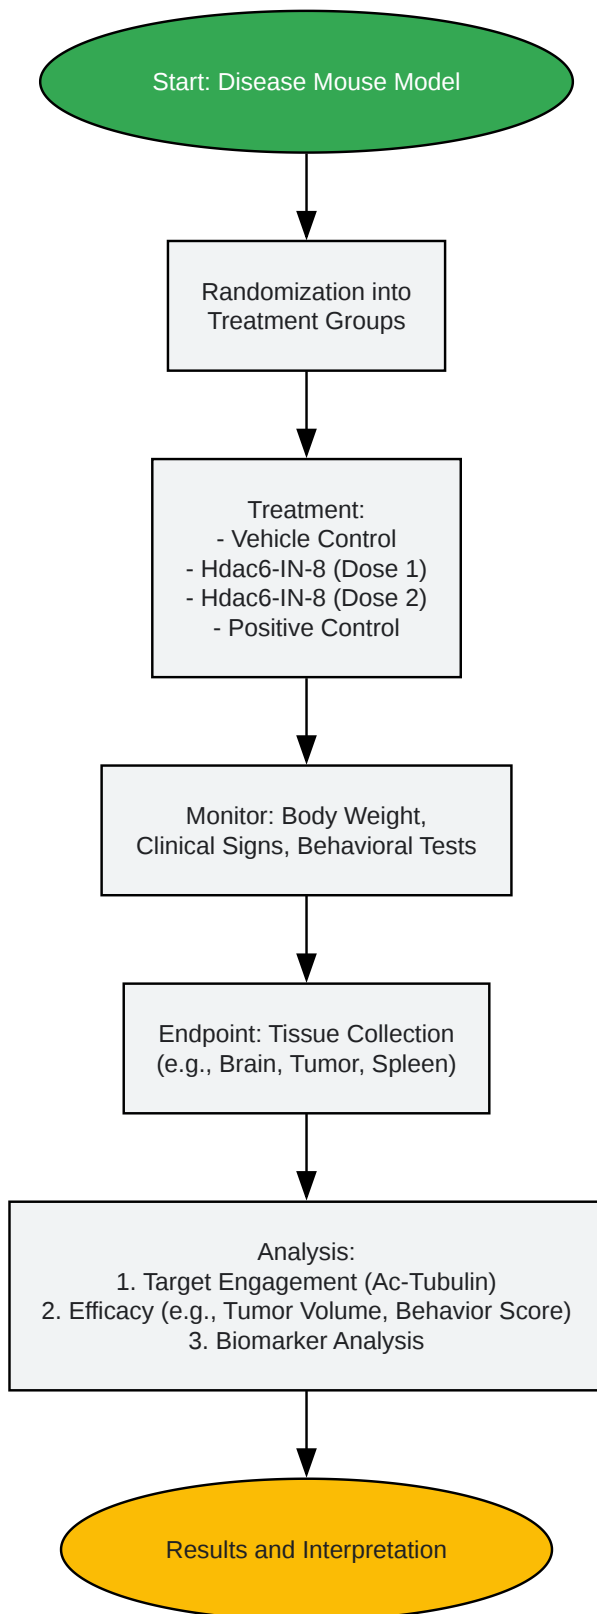 Start: Disease Mouse Model
Randomization into
Treatment Groups
Treatment:
- Vehicle Control
- Hdac6-IN-8 (Dose 1)
- Hdac6-IN-8 (Dose 2)
- Positive Control
Monitor: Body Weight,
Clinical Signs, Behavioral Tests
Endpoint: Tissue Collection
(e.g., Brain, Tumor, Spleen)
Analysis:
1. Target Engagement (Ac-Tubulin)
2. Efficacy (e.g., Tumor Volume, Behavior Score)
3. Biomarker Analysis
Results and Interpretation